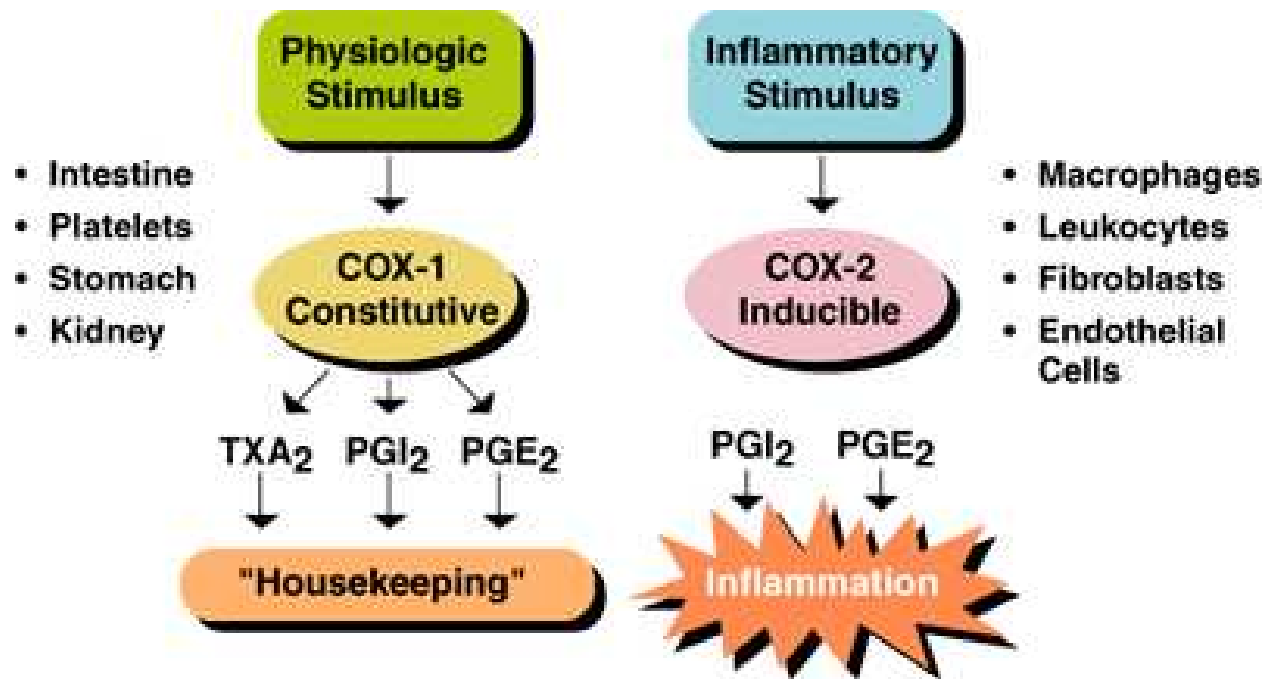 Physiologic
Stimulus
• Intestine
• Platelets
• Stomach
• Kidney
COX-1
Constitutive
TXA₂ PGI₂ PGE₂
"Housekeeping"
Inflammatory
Stimulus
• Macrophages
• Leukocytes
• Fibroblasts
• Endothelial
Cells
COX-2
Inducible
PGI₂ PGE₂
Inflammation